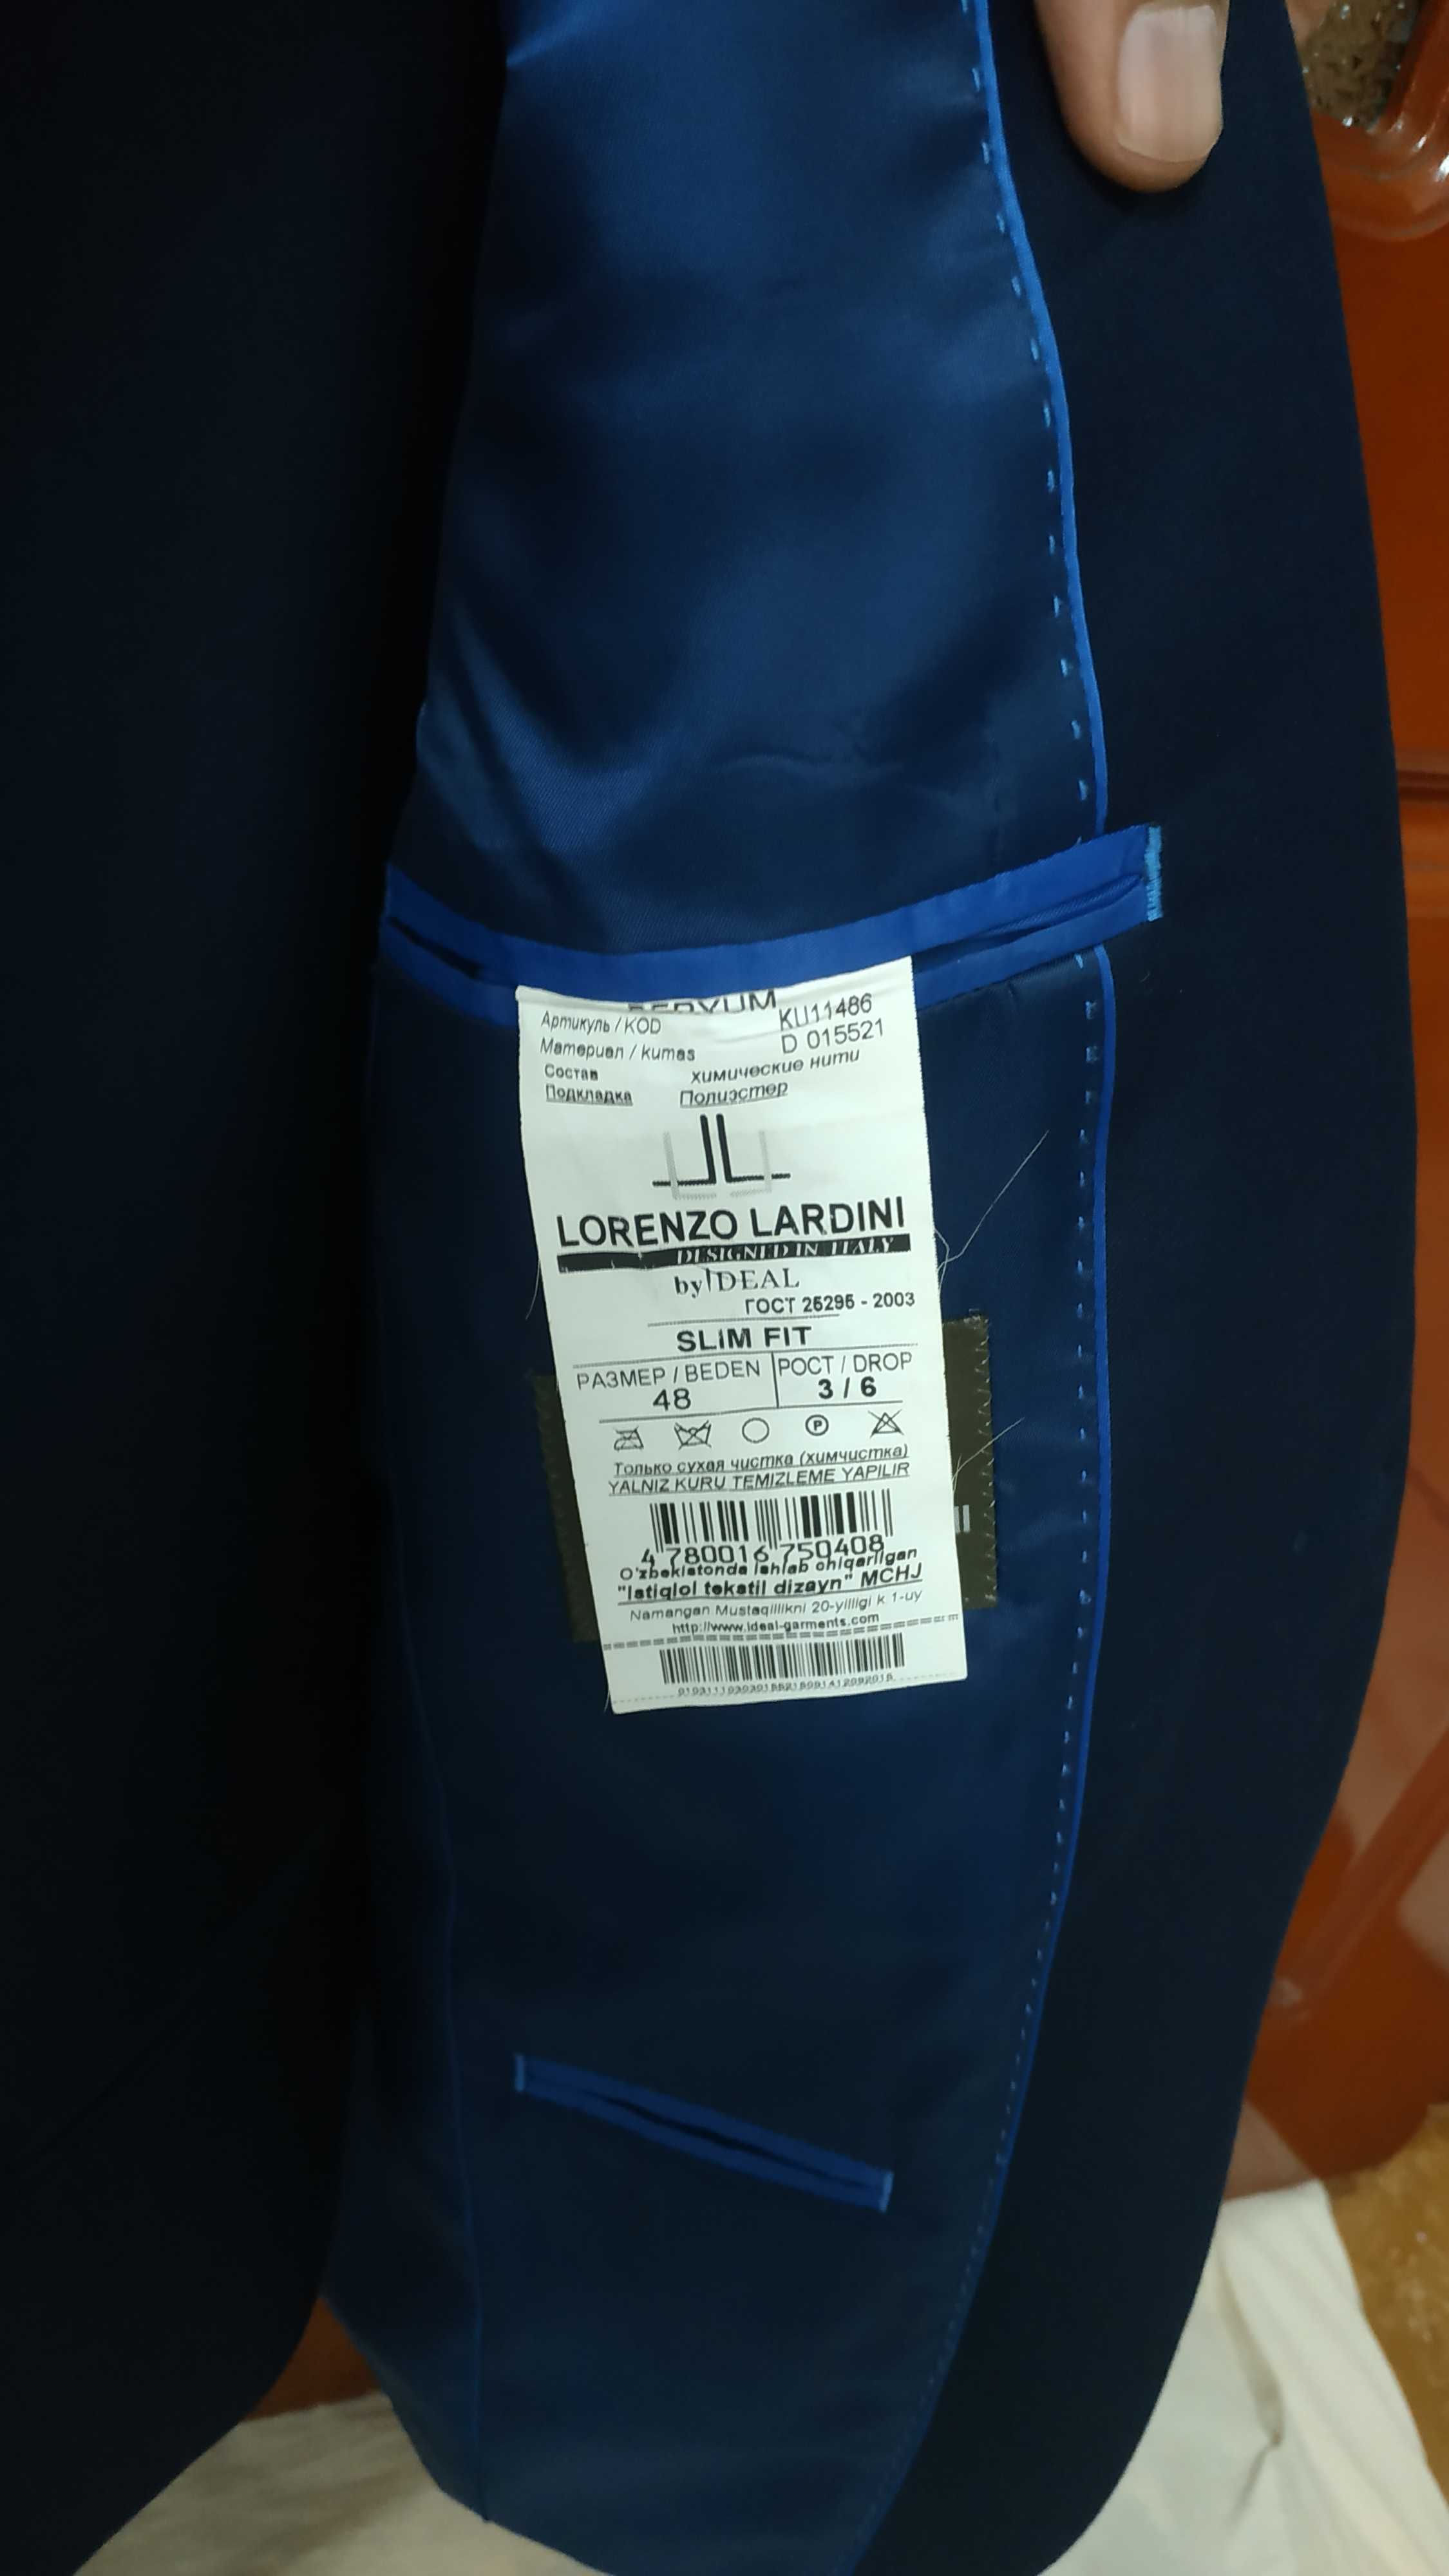 Артикуль / KOD KU11486
Материал / kumas D 015521
Состав химические нити
Подкладка Полиэстер
LORENZO LARDINI
DESIGNED IN ITALY
by IDEAL
ГОСТ 25295 - 2003
SLIM FIT
РАЗМЕР / BEDEN РОСТ / DROP
48 3 / 6
P
Только сухая чистка (химчистка)
YALNIZ KURU TEMIZLEME YAPILIR
4 780016 750408
O'zbekistonda ishlab chiqarilgan
"Istiqlol tekstil dizayn" MCHJ
Namangan Mustaqillikni 20-yilligi k 1-uy
http://www.ideal-garments.com